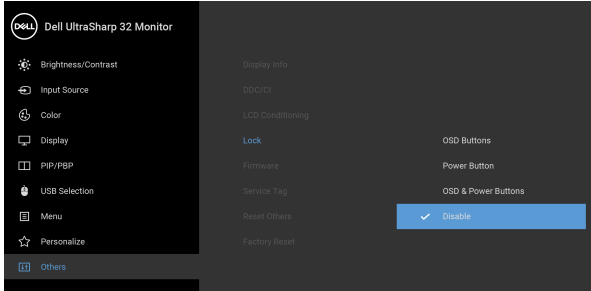 DELL
Dell UltraSharp 32 Monitor
Brightness/Contrast
Input Source
Color
Display
PIP/PBP
USB Selection
Menu
Personalize
Others
Display Info
DDC/CI
LCD Conditioning
Lock
Firmware
Service Tag
Reset Others
Factory Reset
OSD Buttons
Power Button
OSD & Power Buttons
Disable